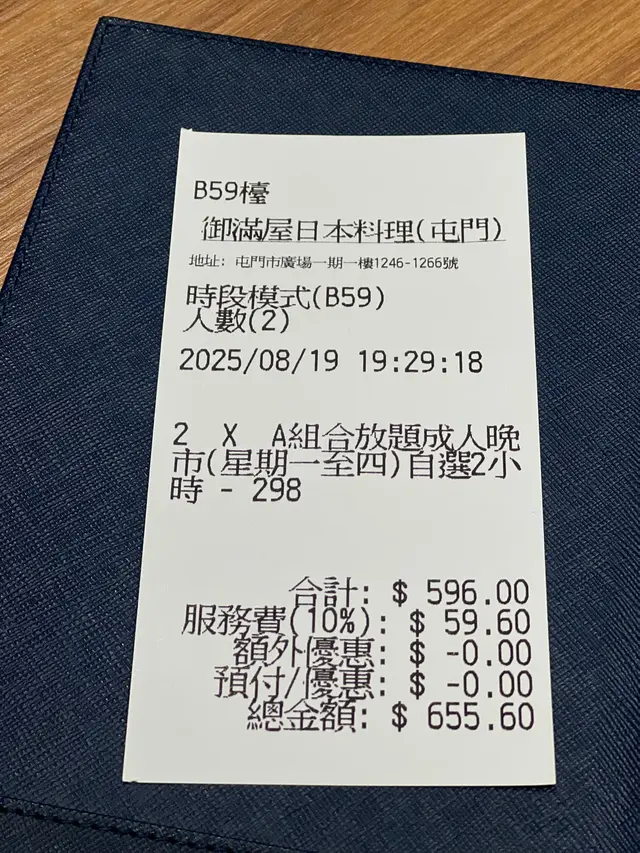 B59檯
御滿屋日本料理(屯門)
地址: 屯門市廣場一期一樓1246-1266號
時段模式(B59)
人數(2)
2025/08/19 19:29:18
2 X A組合放題成人晚
市(星期一至四)自選2小
時 - 298
合計: $ 596.00
服務費(10%): $ 59.60
額外優惠: $ -0.00
預付/優惠: $ -0.00
總金額: $ 655.60